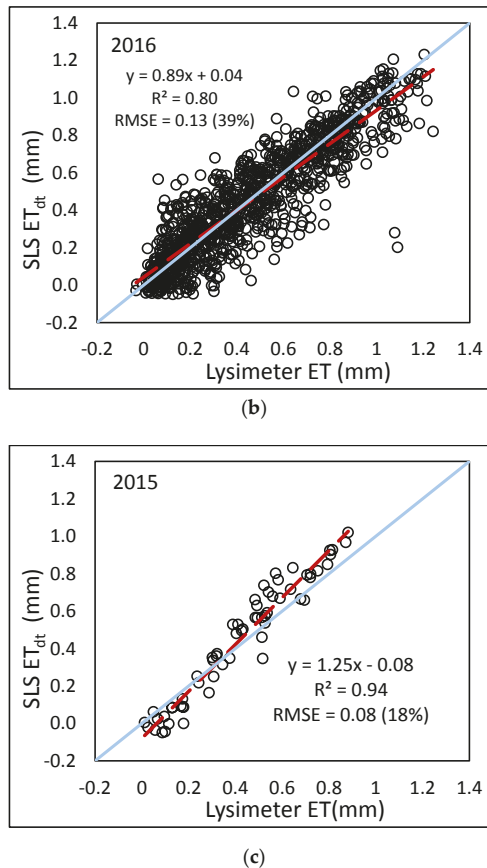 1.4
1.2
1.0
0.8
0.6
0.4
0.2
0.0
-0.2
SLS ETdt (mm)
2016
y = 0.89x + 0.04
R² = 0.80
RMSE = 0.13 (39%)
-0.2 0 0.2 0.4 0.6 0.8 1 1.2 1.4
Lysimeter ET (mm)
(b)
1.4
1.2
1.0
0.8
0.6
0.4
0.2
0.0
-0.2
SLS ETdt (mm)
2015
y = 1.25x - 0.08
R² = 0.94
RMSE = 0.08 (18%)
-0.2 0 0.2 0.4 0.6 0.8 1 1.2 1.4
Lysimeter ET(mm)
(c)